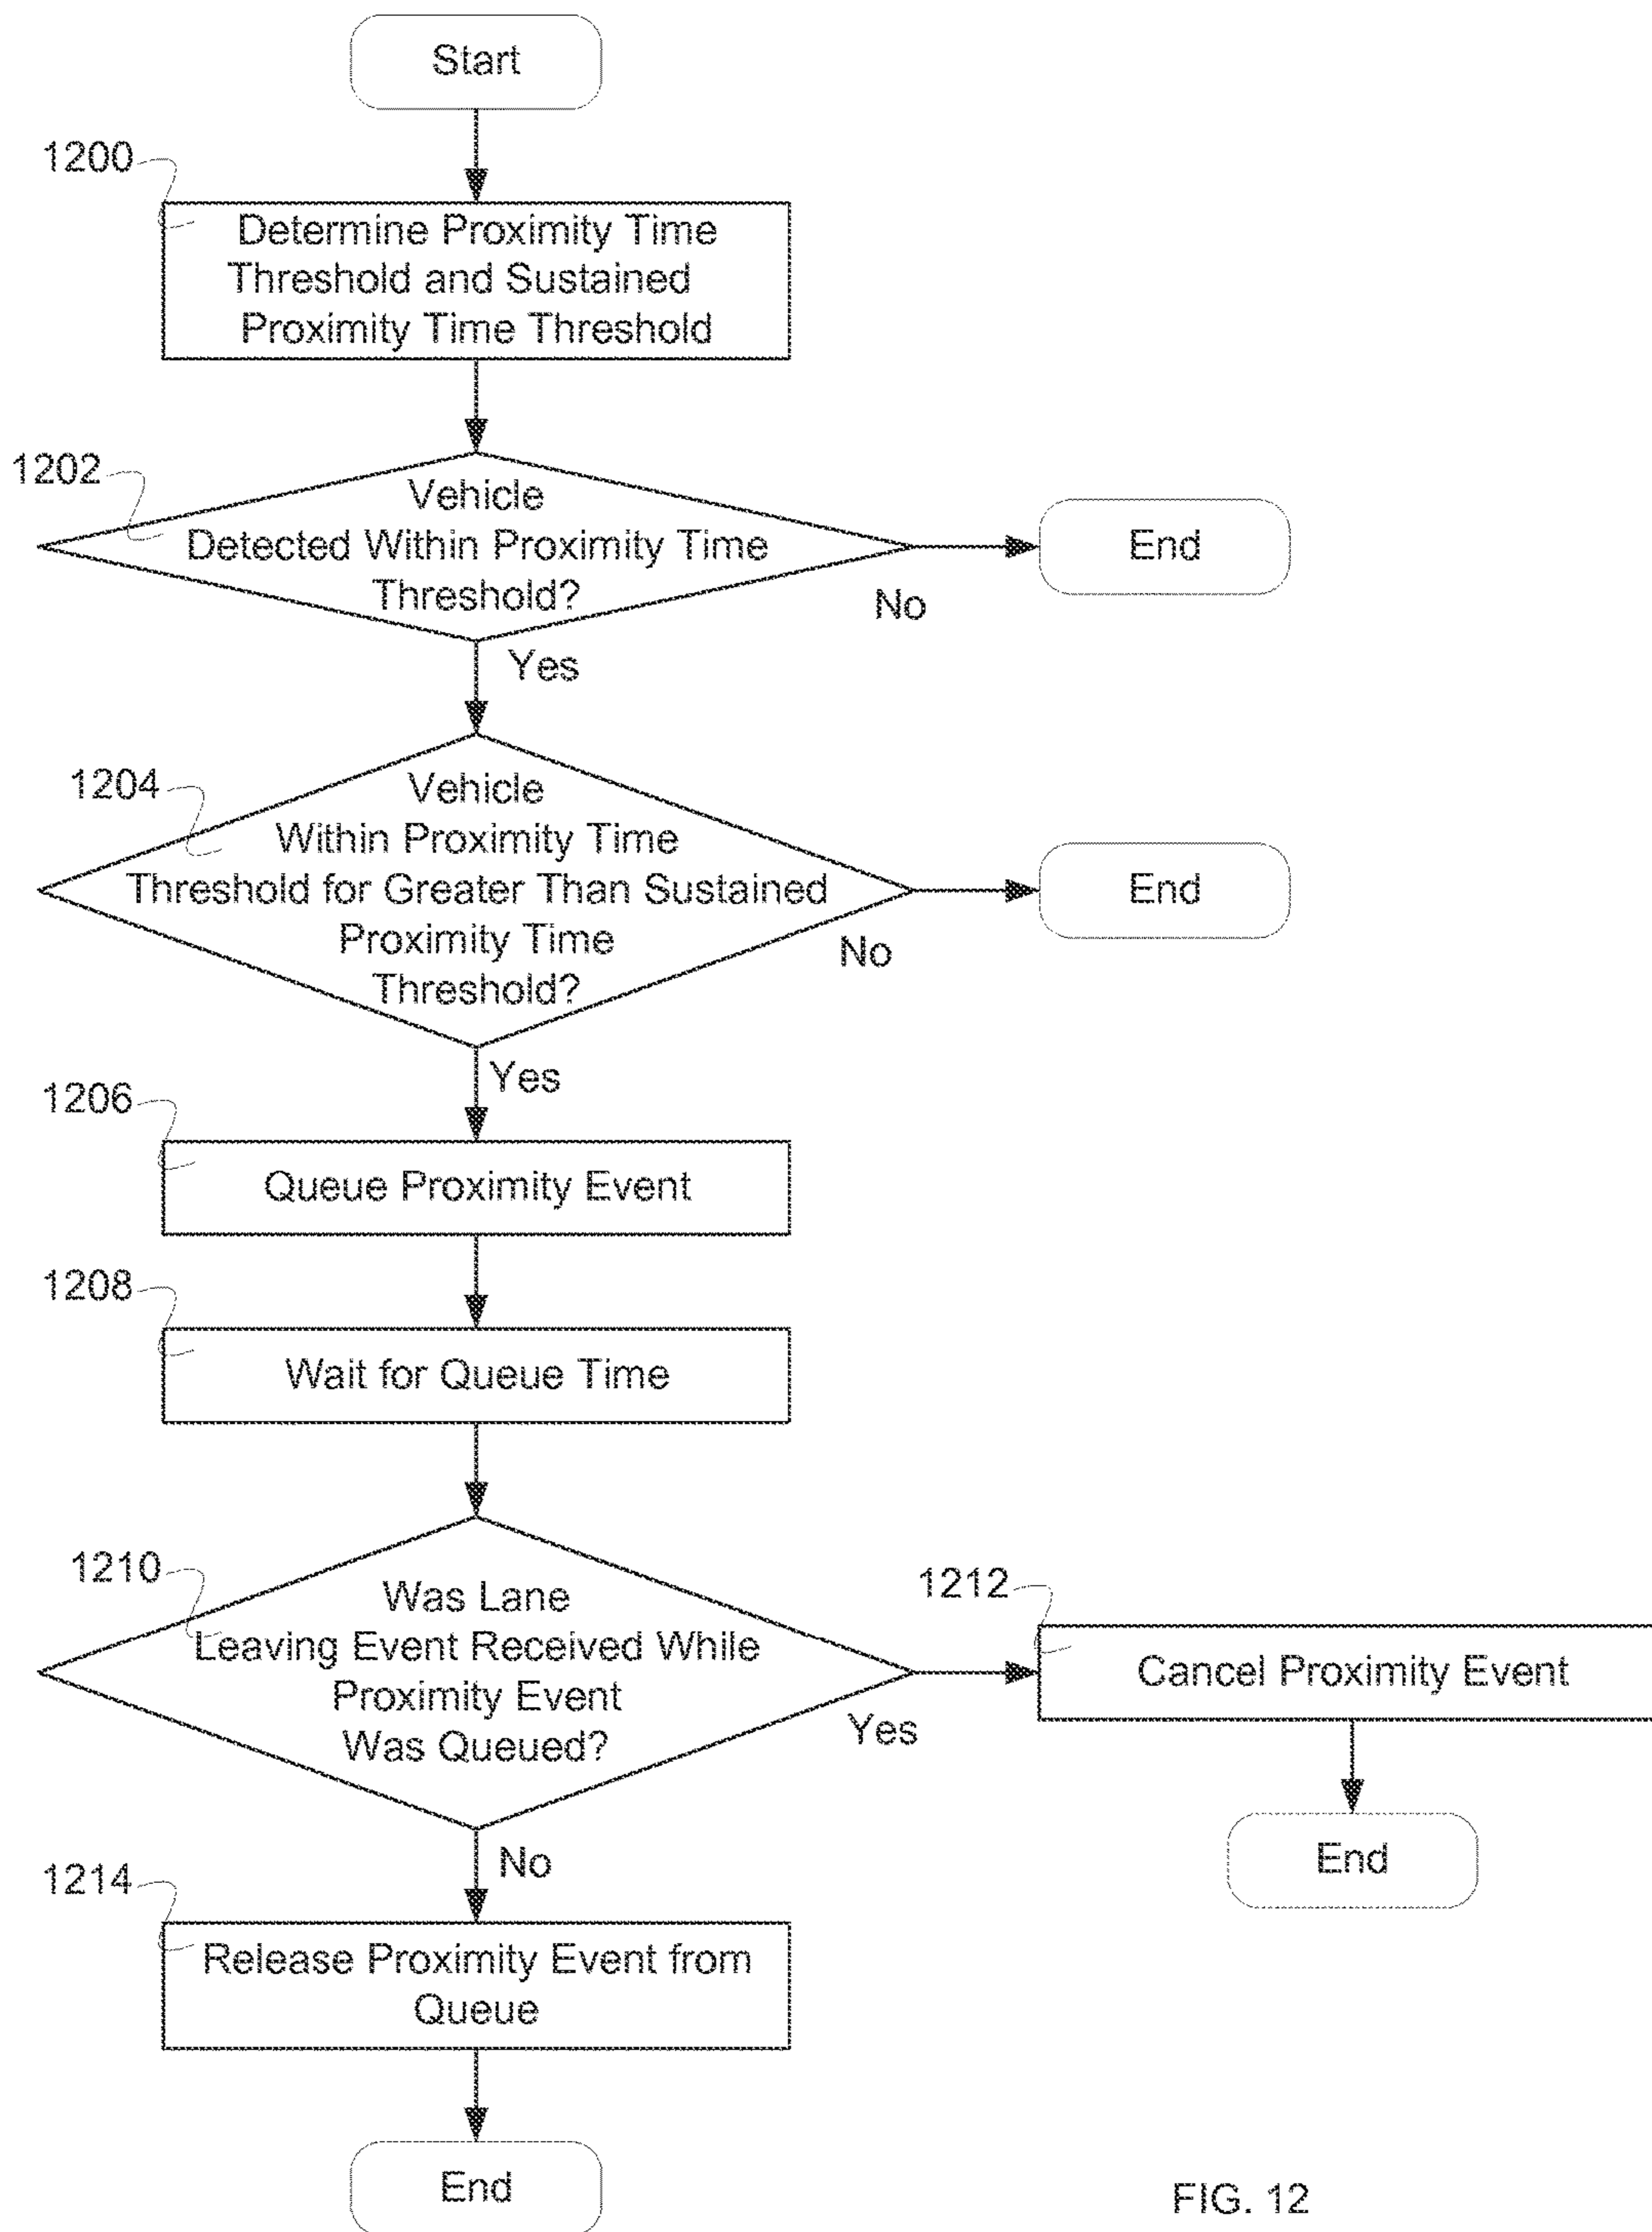 Start
1200
Determine Proximity Time
Threshold and Sustained
Proximity Time Threshold
1202
Vehicle
Detected Within Proximity Time
Threshold?
End
No
Yes
1204
Vehicle
Within Proximity Time
Threshold for Greater Than Sustained
Proximity Time
Threshold?
End
No
Yes
1206
Queue Proximity Event
1208
Wait for Queue Time
1210
Was Lane
Leaving Event Received While
Proximity Event
Was Queued?
Yes
1212
Cancel Proximity Event
End
No
1214
Release Proximity Event from
Queue
End
FIG. 12